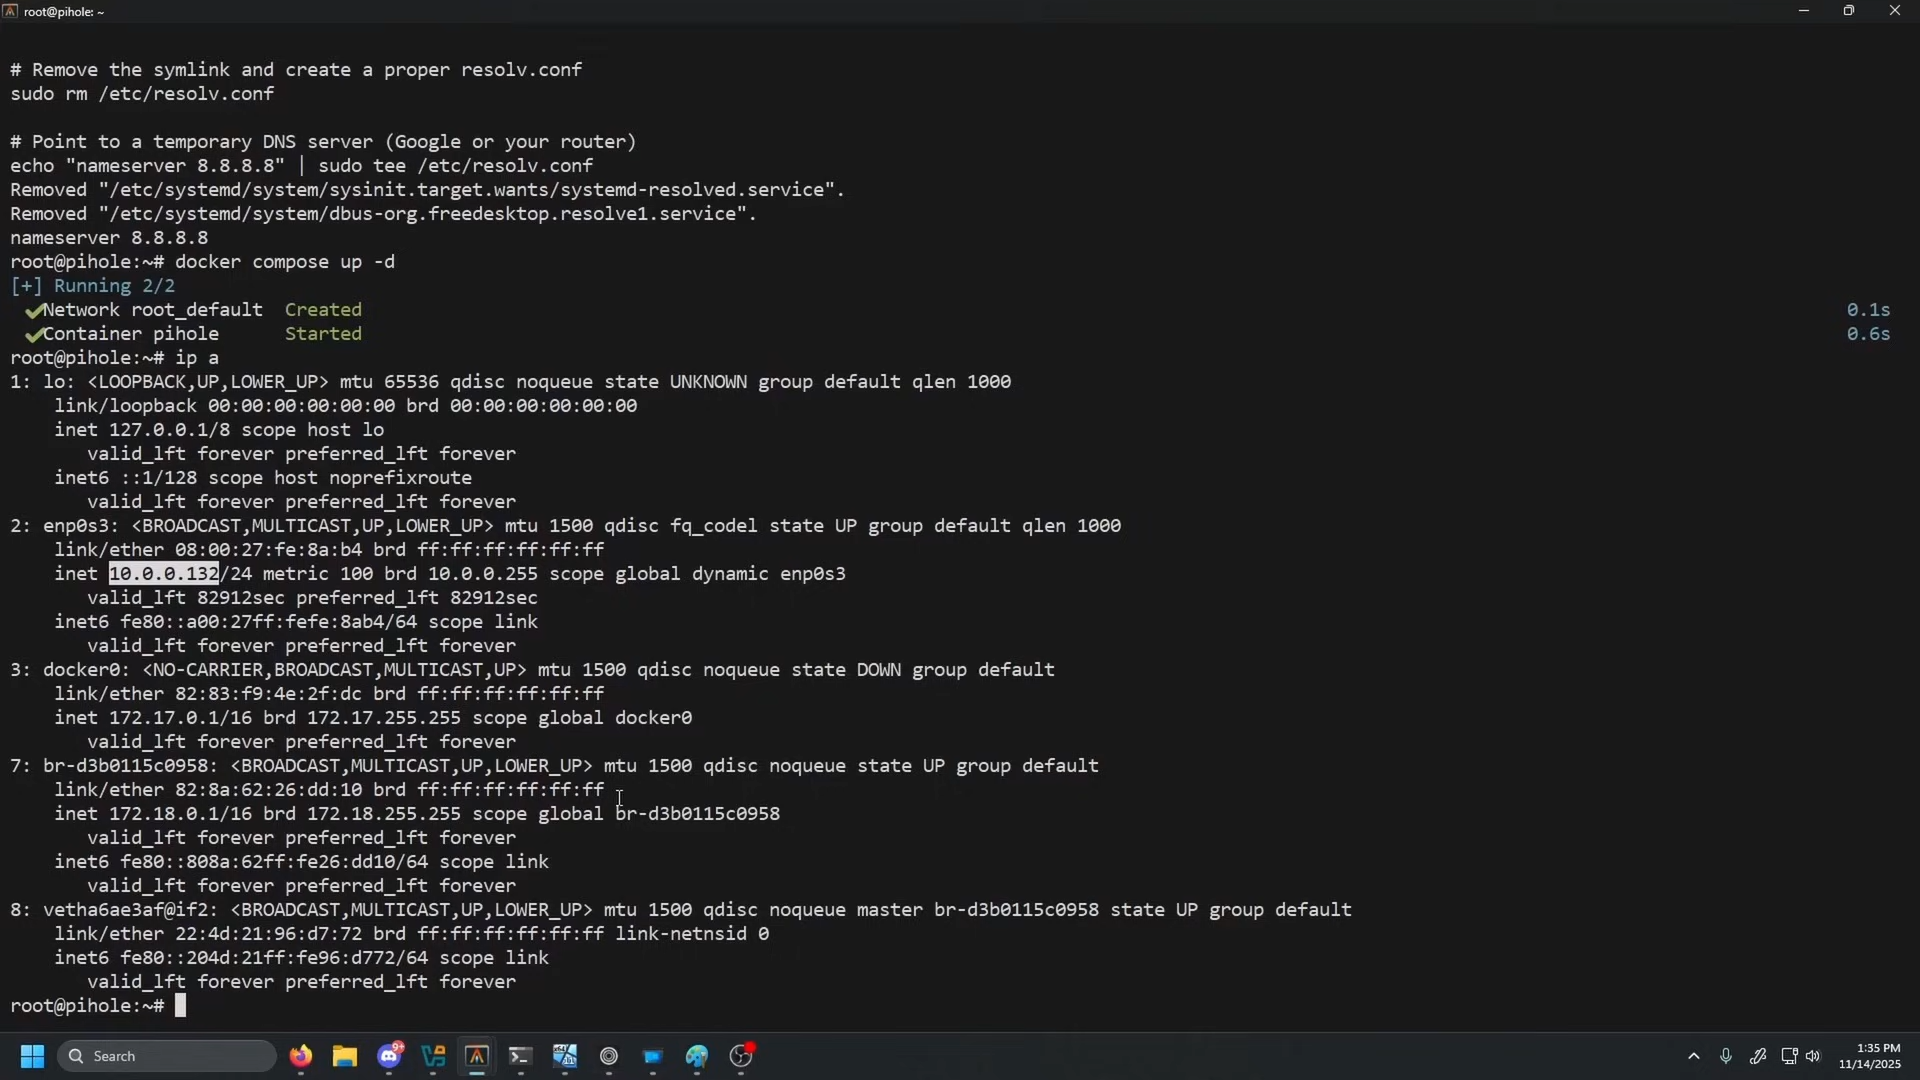 root@pihole: ~
# Remove the symlink and create a proper resolv.conf
sudo rm /etc/resolv.conf
# Point to a temporary DNS server (Google or your router)
echo "nameserver 8.8.8.8" | sudo tee /etc/resolv.conf
Removed "/etc/systemd/system/sysinit.target.wants/systemd-resolved.service".
Removed "/etc/systemd/system/dbus-org.freedesktop.resolve1.service".
nameserver 8.8.8.8
root@pihole:~# docker compose up -d
[+] Running 2/2
✔Network root_default  Created 0.1s
✔Container pihole      Started 0.6s
root@pihole:~# ip a
1: lo: <LOOPBACK,UP,LOWER_UP> mtu 65536 qdisc noqueue state UNKNOWN group default qlen 1000
    link/loopback 00:00:00:00:00:00 brd 00:00:00:00:00:00
    inet 127.0.0.1/8 scope host lo
       valid_lft forever preferred_lft forever
    inet6 ::1/128 scope host noprefixroute
       valid_lft forever preferred_lft forever
2: enp0s3: <BROADCAST,MULTICAST,UP,LOWER_UP> mtu 1500 qdisc fq_codel state UP group default qlen 1000
    link/ether 08:00:27:fe:8a:b4 brd ff:ff:ff:ff:ff:ff
    inet 10.0.0.132/24 metric 100 brd 10.0.0.255 scope global dynamic enp0s3
       valid_lft 82912sec preferred_lft 82912sec
    inet6 fe80::a00:27ff:fefe:8ab4/64 scope link
       valid_lft forever preferred_lft forever
3: docker0: <NO-CARRIER,BROADCAST,MULTICAST,UP> mtu 1500 qdisc noqueue state DOWN group default
    link/ether 82:83:f9:4e:2f:dc brd ff:ff:ff:ff:ff:ff
    inet 172.17.0.1/16 brd 172.17.255.255 scope global docker0
       valid_lft forever preferred_lft forever
7: br-d3b0115c0958: <BROADCAST,MULTICAST,UP,LOWER_UP> mtu 1500 qdisc noqueue state UP group default
    link/ether 82:8a:62:26:dd:10 brd ff:ff:ff:ff:ff:ff
    inet 172.18.0.1/16 brd 172.18.255.255 scope global br-d3b0115c0958
       valid_lft forever preferred_lft forever
    inet6 fe80::808a:62ff:fe26:dd10/64 scope link
       valid_lft forever preferred_lft forever
8: vetha6ae3af@if2: <BROADCAST,MULTICAST,UP,LOWER_UP> mtu 1500 qdisc noqueue master br-d3b0115c0958 state UP group default
    link/ether 22:4d:21:96:d7:72 brd ff:ff:ff:ff:ff:ff link-netnsid 0
    inet6 fe80::204d:21ff:fe96:d772/64 scope link
       valid_lft forever preferred_lft forever
root@pihole:~#
Search
9+
1:35 PM
11/14/2025